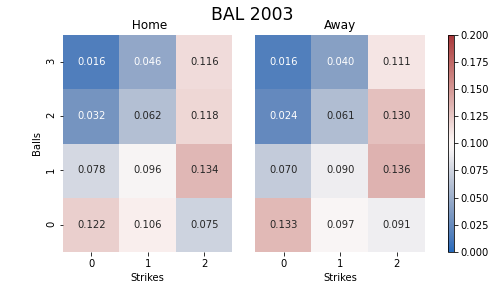 BAL 2003
Home Away
3 0.016 0.046 0.116 0.016 0.040 0.111
2 0.032 0.062 0.118 0.024 0.061 0.130
1 0.078 0.096 0.134 0.070 0.090 0.136
0 0.122 0.106 0.075 0.133 0.097 0.091
Balls
0 1 2 0 1 2
Strikes Strikes
0.200
0.175
0.150
0.125
0.100
0.075
0.050
0.025
0.000